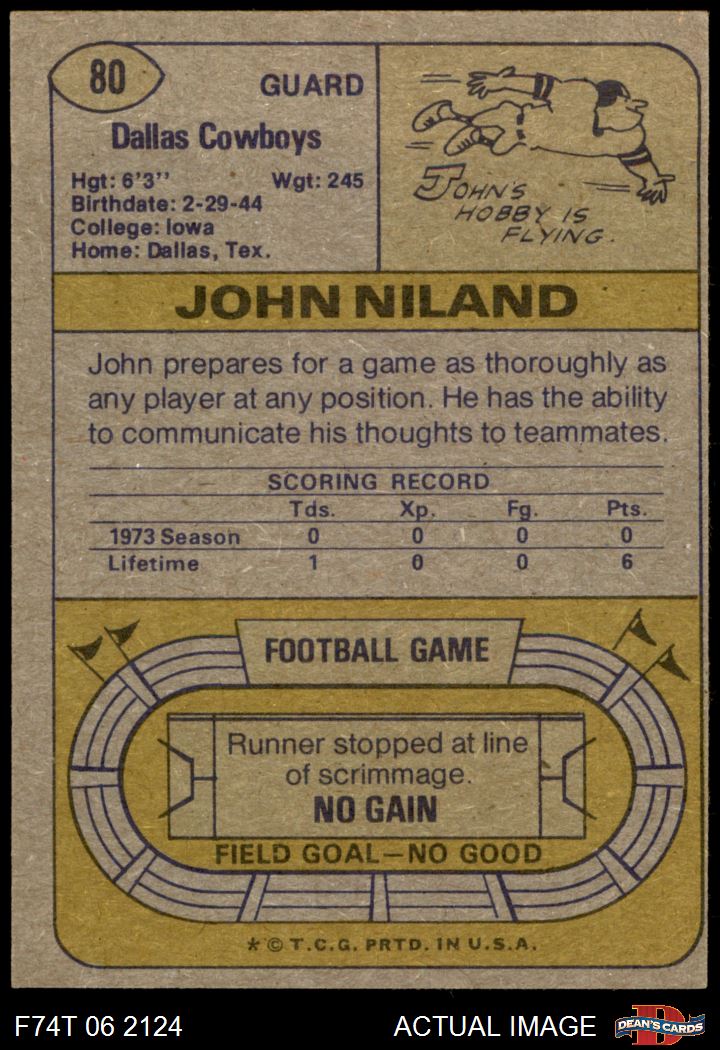 80
GUARD
Dallas Cowboys
Hgt: 6'3'' Wgt: 245
Birthdate: 2-29-44
College: Iowa
Home: Dallas, Tex.
JOHN'S
HOBBY IS
FLYING.
JOHN NILAND
John prepares for a game as thoroughly as
any player at any position. He has the ability
to communicate his thoughts to teammates.
SCORING RECORD
Tds. Xp. Fg. Pts.
1973 Season 0 0 0 0
Lifetime 1 0 0 6
FOOTBALL GAME
Runner stopped at line
of scrimmage.
NO GAIN
FIELD GOAL—NO GOOD
* © T.C.G. PRTD. IN U.S.A.
F74T 06 2124 ACTUAL IMAGE D DEAN'S CARDS